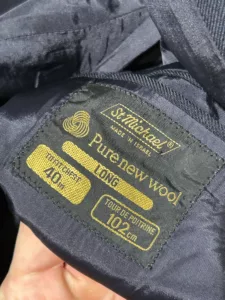 St Michael®
MADE IN ISRAEL
Pure new wool
LONG
TO FIT CHEST
40in
TOUR DE POITRINE
102cm